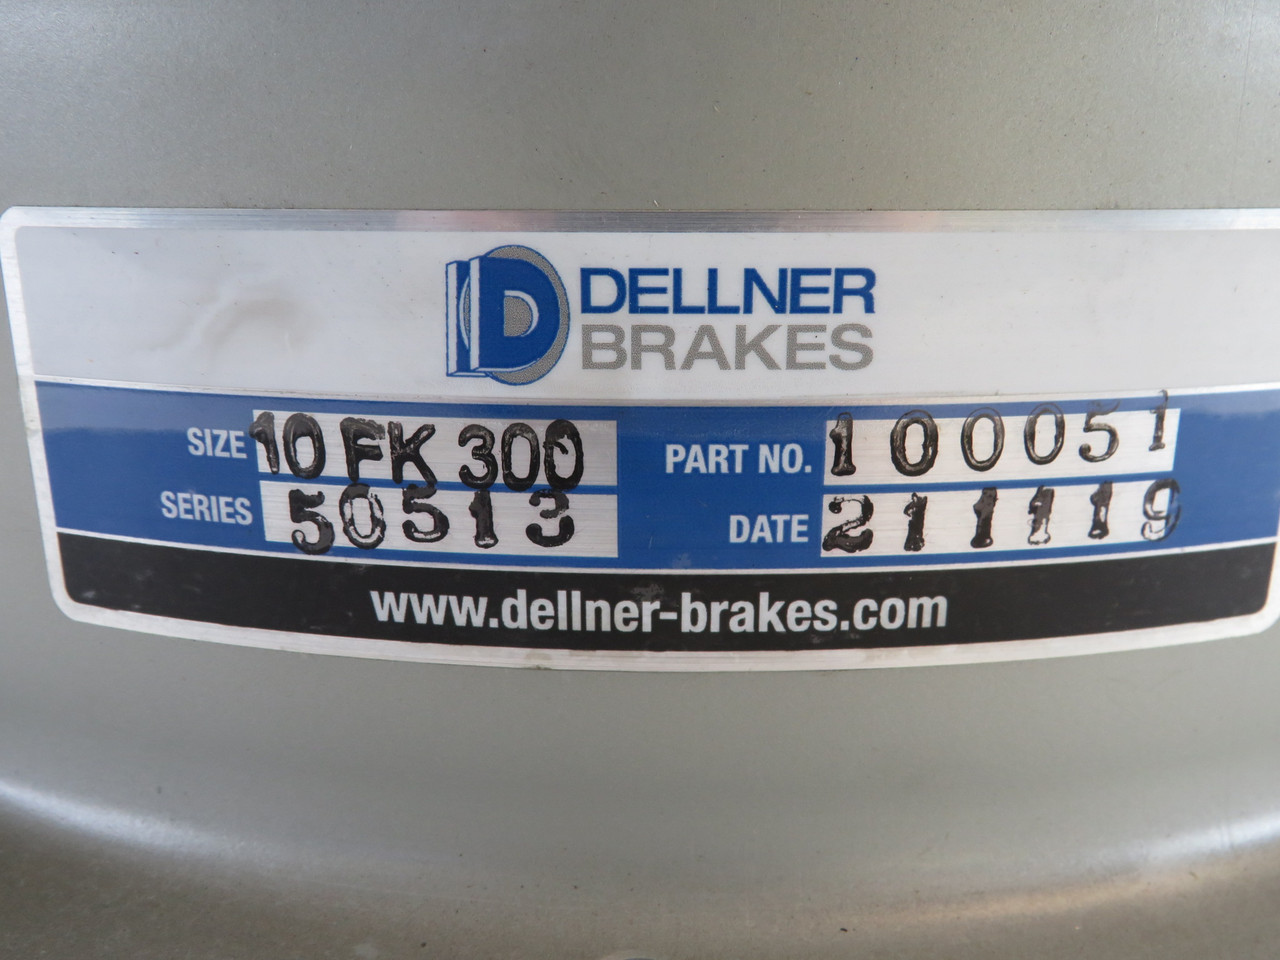 DELLNER
BRAKES
SIZE 10 FK 300 PART NO. 100051
SERIES 50513 DATE 211119
www.dellner-brakes.com